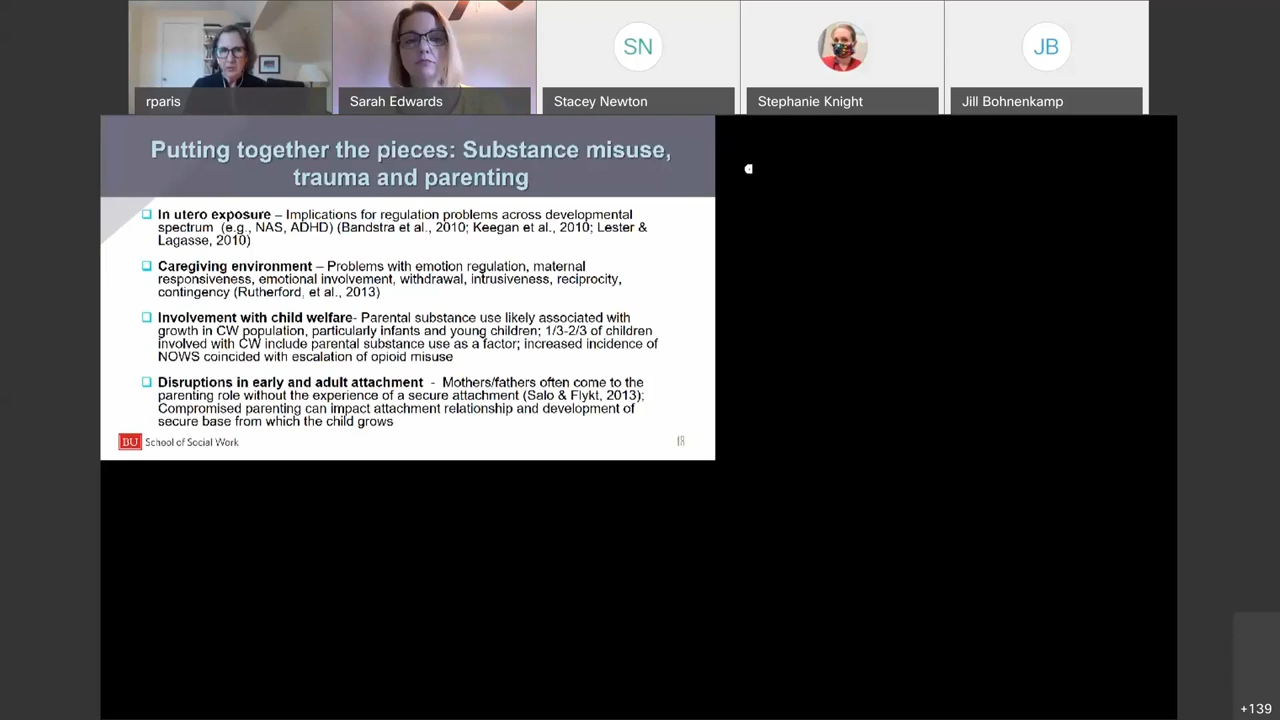 SN
JB
rparis
Sarah Edwards
Stacey Newton
Stephanie Knight
Jill Bohnenkamp
Putting together the pieces: Substance misuse,
trauma and parenting
In utero exposure – Implications for regulation problems across developmental
spectrum (e.g., NAS, ADHD) (Bandstra et al., 2010; Keegan et al., 2010; Lester &
Lagasse, 2010)
Caregiving environment – Problems with emotion regulation, maternal
responsiveness, emotional involvement, withdrawal, intrusiveness, reciprocity,
contingency (Rutherford, et al., 2013)
Involvement with child welfare- Parental substance use likely associated with
growth in CW population, particularly infants and young children; 1/3-2/3 of children
involved with CW include parental substance use as a factor; increased incidence of
NOWS coincided with escalation of opioid misuse
Disruptions in early and adult attachment - Mothers/fathers often come to the
parenting role without the experience of a secure attachment (Salo & Flykt, 2013);
Compromised parenting can impact attachment relationship and development of
secure base from which the child grows
BU School of Social Work
18
+139